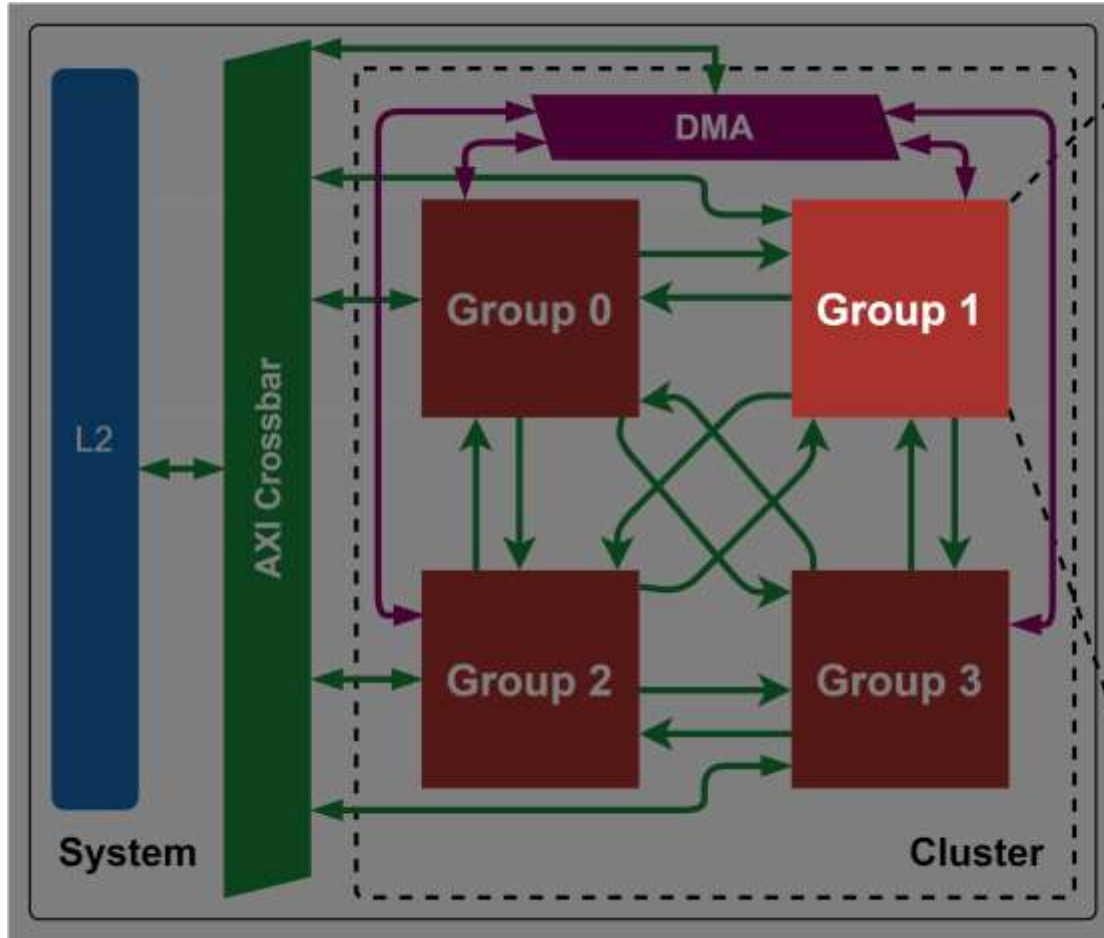 DMA
Group 0
Group 1
L2
AXI Crossbar
Group 2
Group 3
System
Cluster